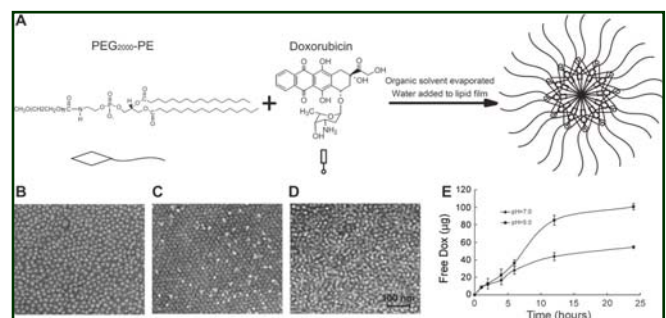 A
PEG2000-PE
Doxorubicin
Organic solvent evaporated
Water added to lipid film
B
C
D
100 nm
E
Free Dox (µg)
120
100
80
60
40
20
0
pH=7.0
pH=5.0
0 5 10 15 20 25
Time (hours)